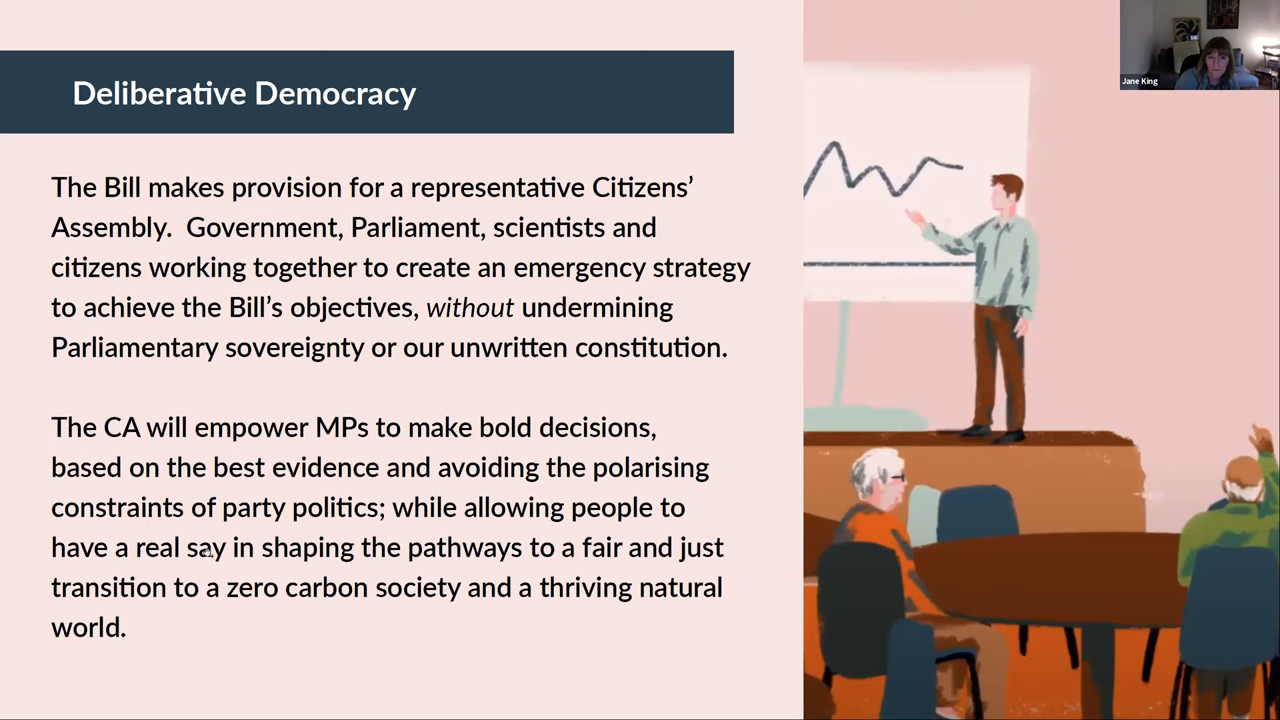 Deliberative Democracy
Jane King
The Bill makes provision for a representative Citizens’
Assembly.  Government, Parliament, scientists and
citizens working together to create an emergency strategy
to achieve the Bill’s objectives, without undermining
Parliamentary sovereignty or our unwritten constitution.
The CA will empower MPs to make bold decisions,
based on the best evidence and avoiding the polarising
constraints of party politics; while allowing people to
have a real say in shaping the pathways to a fair and just
transition to a zero carbon society and a thriving natural
world.